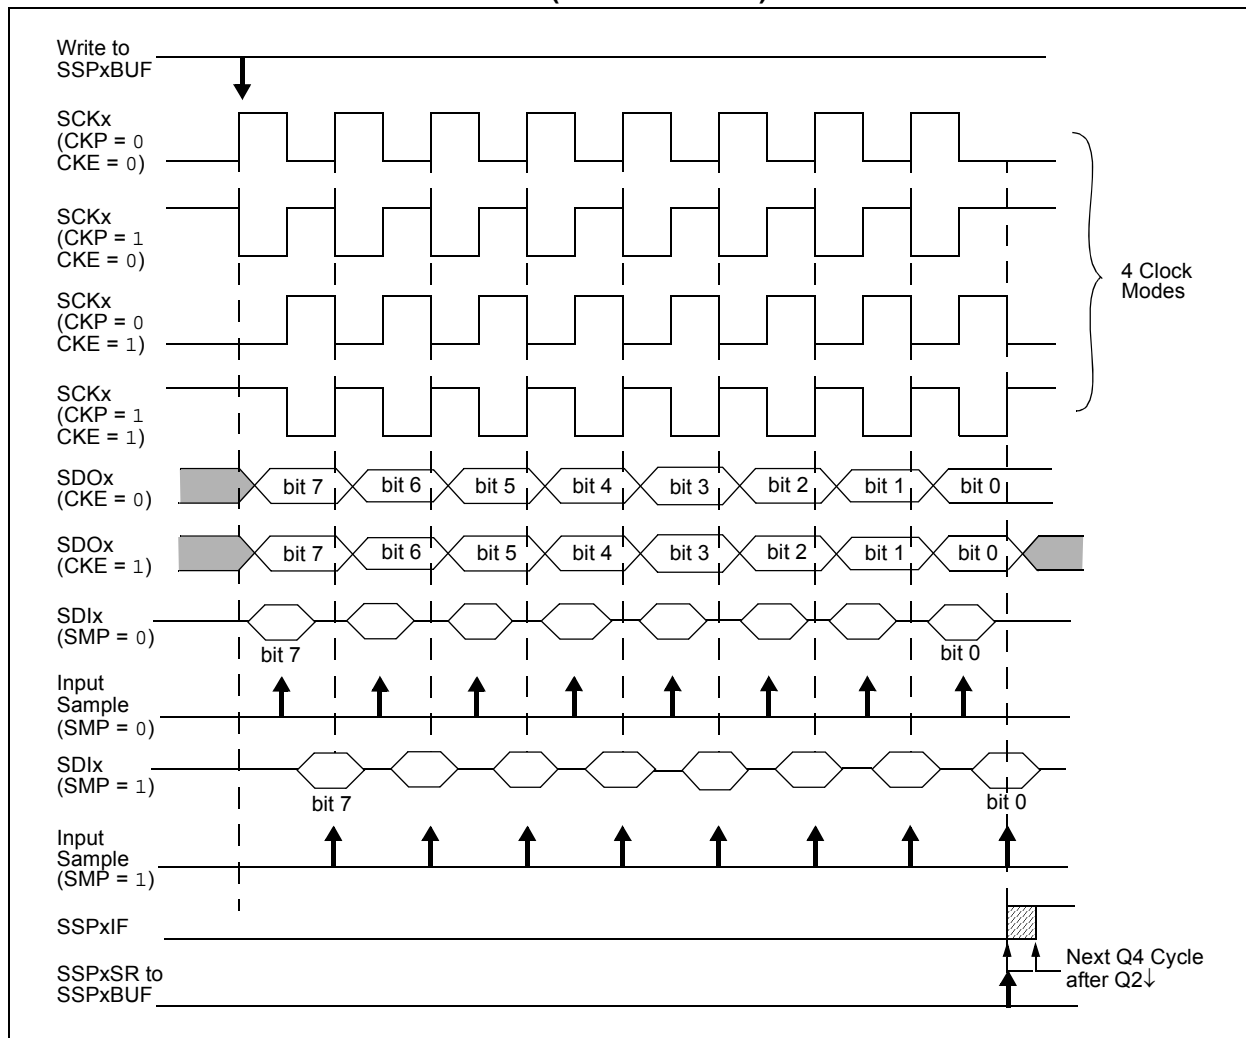 Write to
SSPxBUF
SCKx
(CKP = 0
CKE = 0)
SCKx
(CKP = 1
CKE = 0)
SCKx
(CKP = 0
CKE = 1)
SCKx
(CKP = 1
CKE = 1)
4 Clock
Modes
SDOx
(CKE = 0)
bit 7 bit 6 bit 5 bit 4 bit 3 bit 2 bit 1 bit 0
SDOx
(CKE = 1)
bit 7 bit 6 bit 5 bit 4 bit 3 bit 2 bit 1 bit 0
SDIx
(SMP = 0)
bit 7 bit 0
Input
Sample
(SMP = 0)
SDIx
(SMP = 1)
bit 7 bit 0
Input
Sample
(SMP = 1)
SSPxIF
SSPxSR to
SSPxBUF
Next Q4 Cycle
after Q2↓